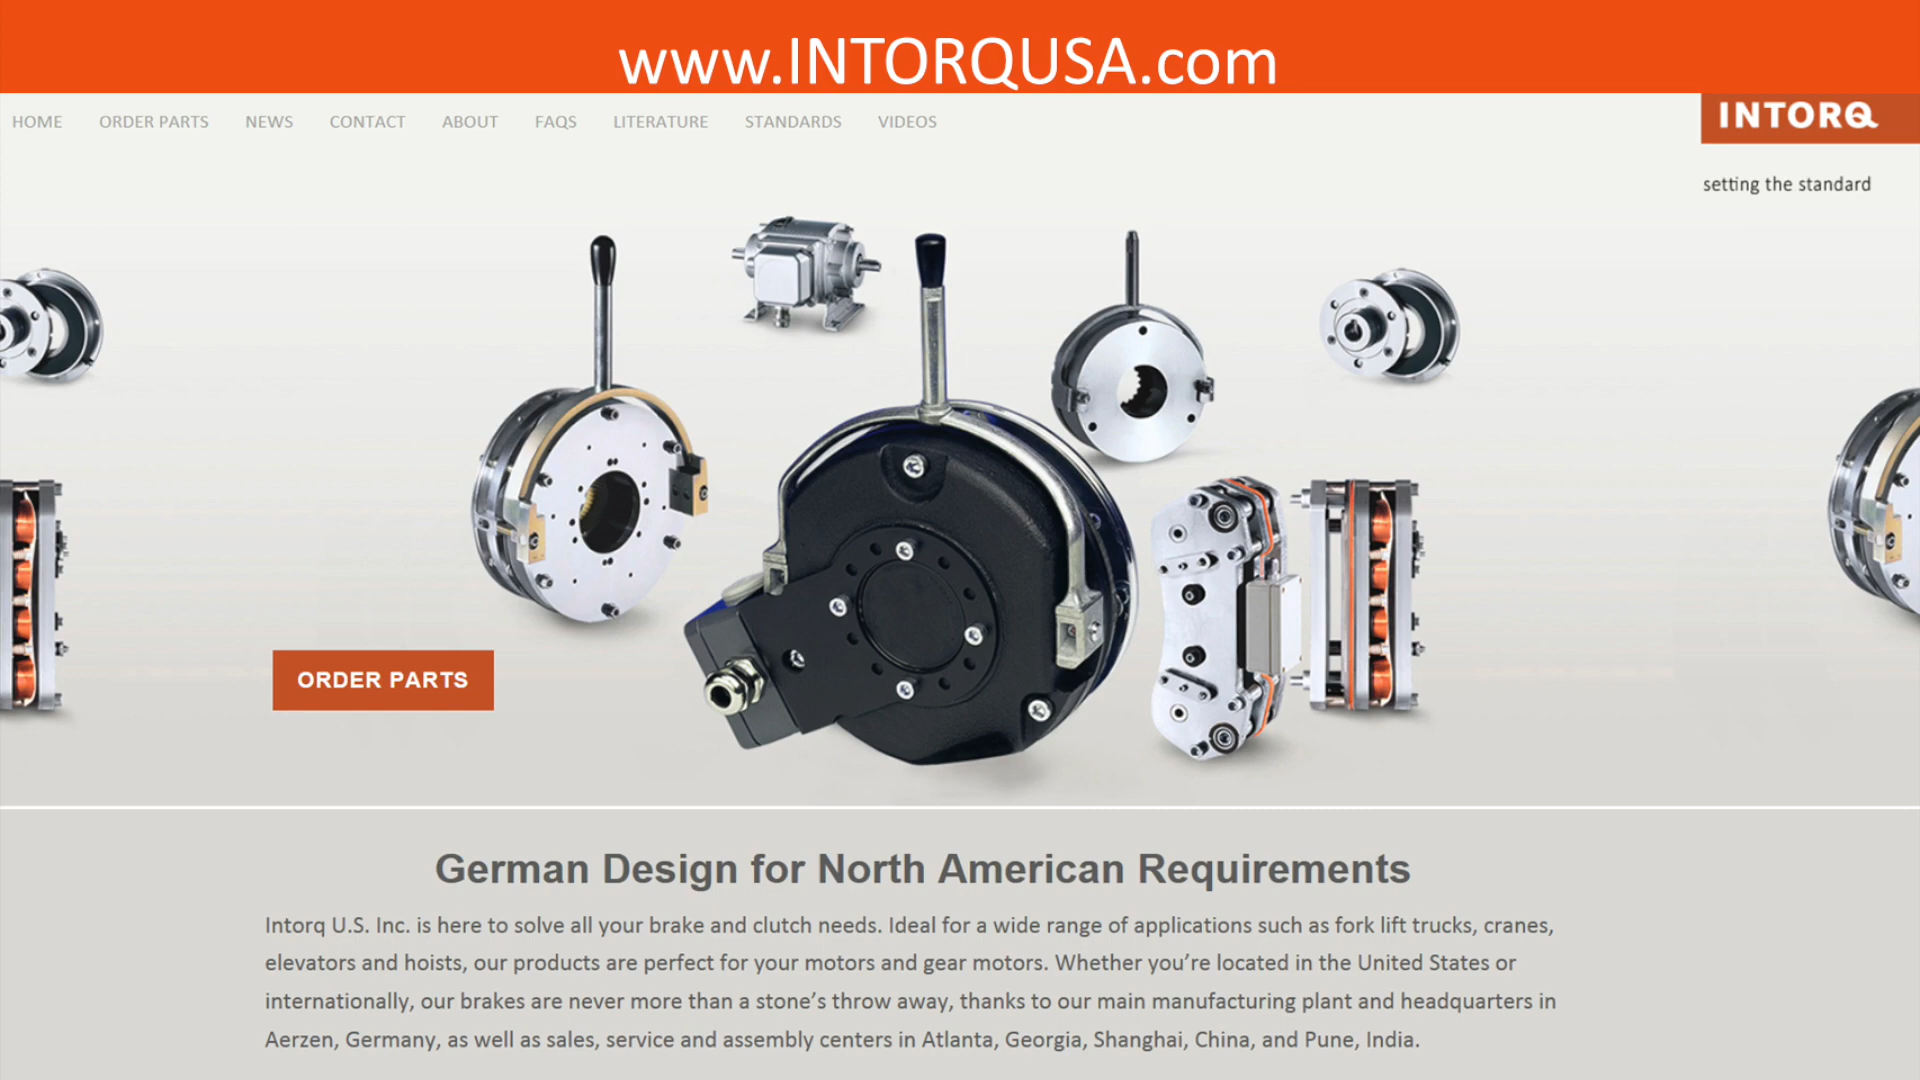 www.INTORQUSA.com
HOME ORDER PARTS NEWS CONTACT ABOUT FAQS LITERATURE STANDARDS VIDEOS
INTORQ
setting the standard
ORDER PARTS
German Design for North American Requirements
Intorq U.S. Inc. is here to solve all your brake and clutch needs. Ideal for a wide range of applications such as fork lift trucks, cranes,
elevators and hoists, our products are perfect for your motors and gear motors. Whether you’re located in the United States or
internationally, our brakes are never more than a stone’s throw away, thanks to our main manufacturing plant and headquarters in
Aerzen, Germany, as well as sales, service and assembly centers in Atlanta, Georgia, Shanghai, China, and Pune, India.